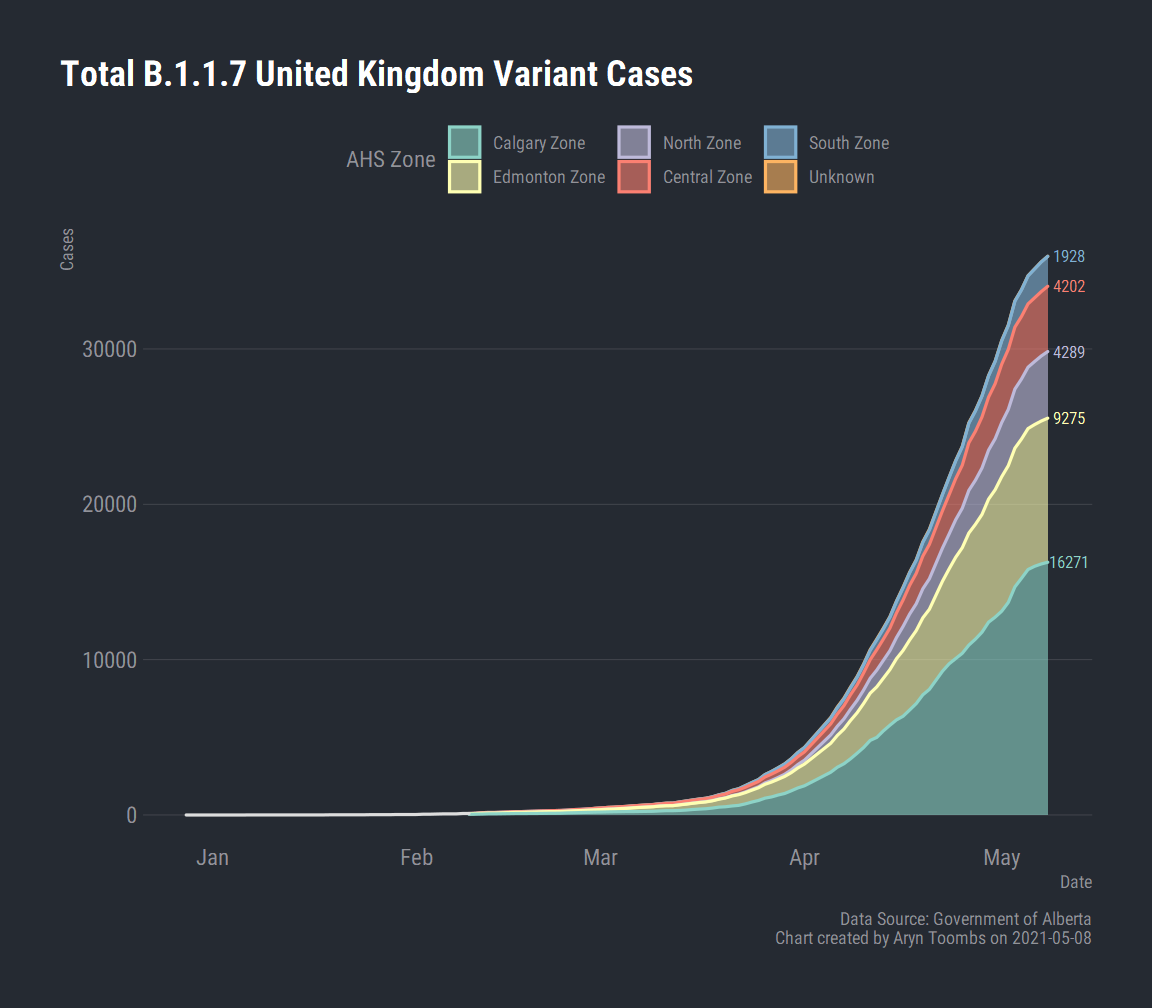 Total B.1.1.7 United Kingdom Variant Cases
AHS Zone
Calgary Zone
North Zone
South Zone
Edmonton Zone
Central Zone
Unknown
Cases
1928
4202
30000
4289
9275
20000
16271
10000
0
Jan
Feb
Mar
Apr
May
Date
Data Source: Government of Alberta
Chart created by Aryn Toombs on 2021-05-08